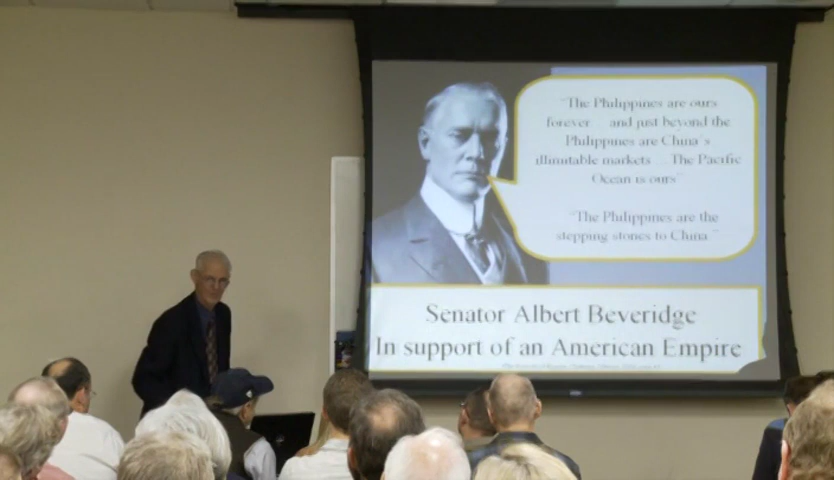 "The Philippines are ours
forever ... and just beyond the
Philippines are China's
illimitable markets ... The Pacific
Ocean is ours"
"The Philippines are the
stepping stones to China."
Senator Albert Beveridge
In support of an American Empire